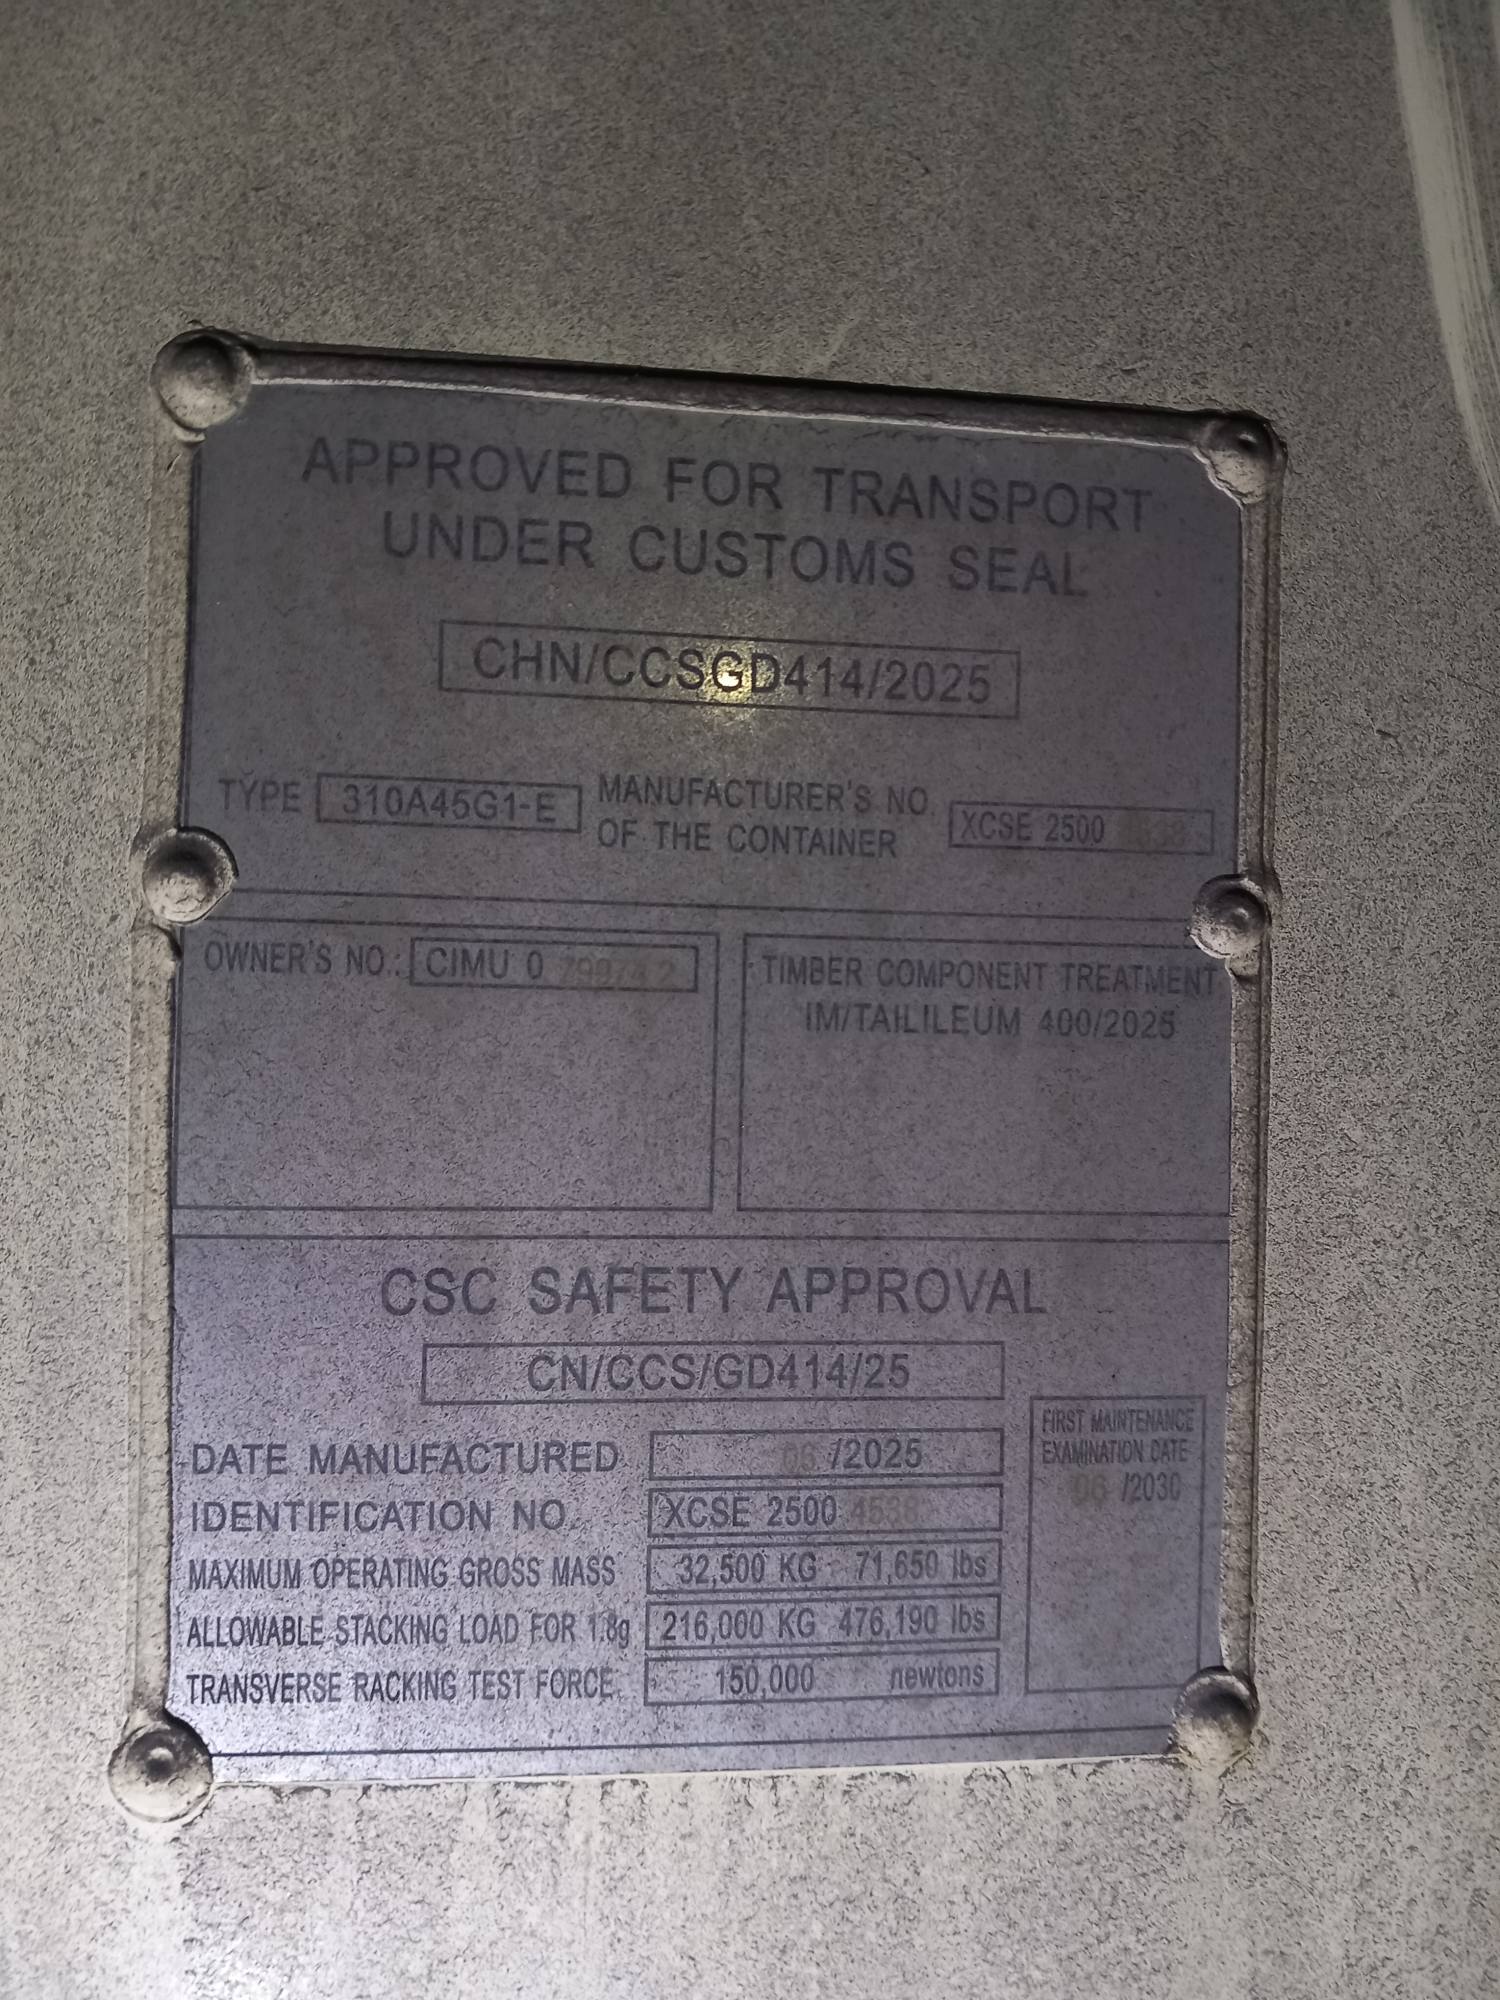 APPROVED FOR TRANSPORT
UNDER CUSTOMS SEAL
CHN/CCSGD414/2025
TYPE 310A45G1-E MANUFACTURER'S NO. OF THE CONTAINER XCSE 2500
OWNER'S NO.: CIMU 0
TIMBER COMPONENT TREATMENT
IM/TAILILEUM 400/2025
CSC SAFETY APPROVAL
CN/CCS/GD414/25
DATE MANUFACTURED 06 /2025
IDENTIFICATION NO. XCSE 2500
MAXIMUM OPERATING GROSS MASS 32,500 KG 71,650 lbs
ALLOWABLE STACKING LOAD FOR 1.8g 216,000 KG 476,190 lbs
TRANSVERSE RACKING TEST FORCE 150,000 newtons
FIRST MAINTENANCE
EXAMINATION DATE
06 /2030